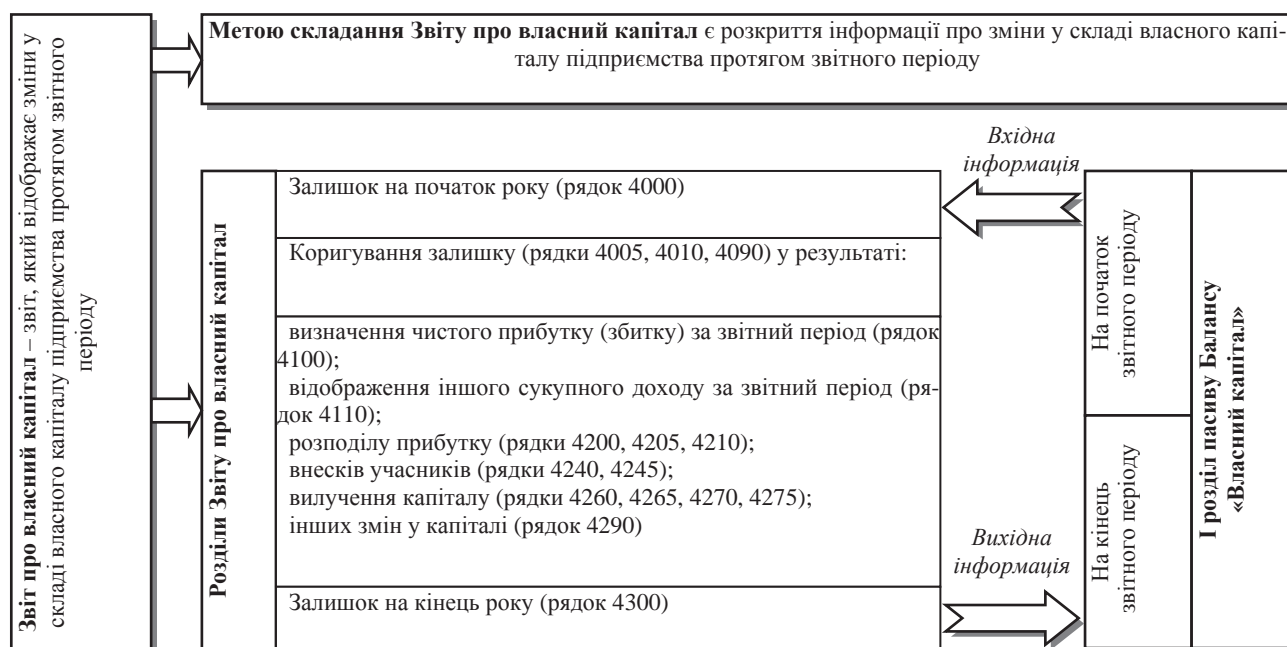 Звіт про власний капітал – звіт, який відображає зміни у
складі власного капіталу підприємства протягом звітного
періоду
Метою складання Звіту про власний капітал є розкриття інформації про зміни у складі власного капі-
талу підприємства протягом звітного періоду
Розділи Звіту про власний капітал
Залишок на початок року (рядок 4000)
Коригування залишку (рядки 4005, 4010, 4090) у результаті:
визначення чистого прибутку (збитку) за звітний період (рядок
4100);
відображення іншого сукупного доходу за звітний період (ря-
док 4110);
розподілу прибутку (рядки 4200, 4205, 4210);
внесків учасників (рядки 4240, 4245);
вилучення капіталу (рядки 4260, 4265, 4270, 4275);
інших змін у капіталі (рядок 4290)
Залишок на кінець року (рядок 4300)
Вхідна
інформація
Вихідна
інформація
На початок
звітного періоду
На кінець
звітного періоду
І розділ пасиву Балансу
«Власний капітал»